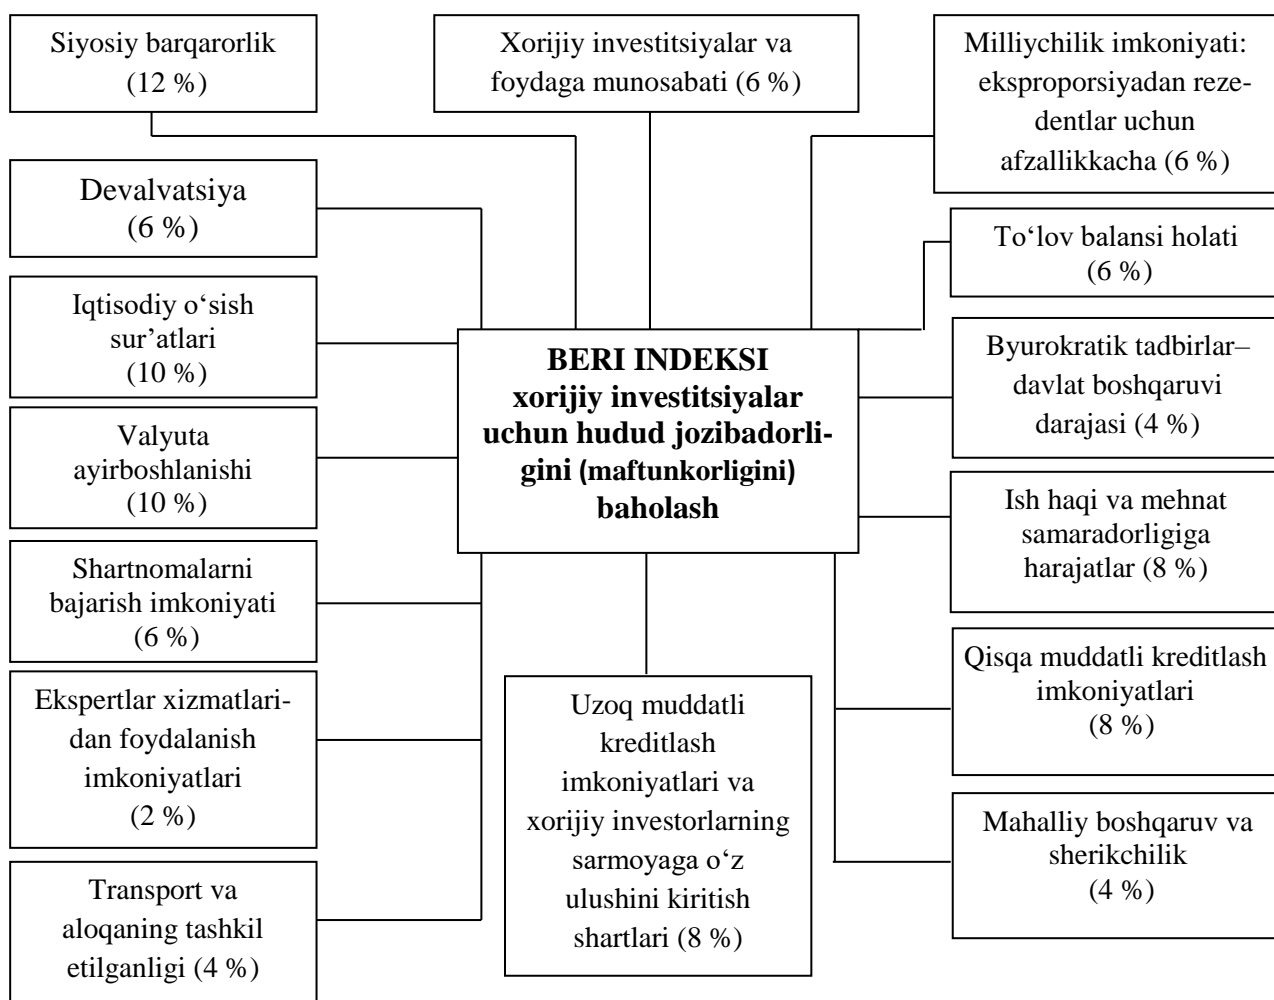 Siyosiy barqarorlik
(12 %)
Xorijiy investitsiyalar va
foydaga munosabati (6 %)
Milliychilik imkoniyati:
eksproporsiyadan reze-
dentlar uchun
afzallikkacha (6 %)
Devalvatsiya
(6 %)
Iqtisodiy o‘sish
sur’atlari
(10 %)
Valyuta
ayirboshlanishi
(10 %)
Shartnomalarni
bajarish imkoniyati
(6 %)
Ekspertlar xizmatlari-
dan foydalanish
imkoniyatlari
(2 %)
Transport va
aloqaning tashkil
etilganligi (4 %)
BERI INDEKSI
xorijiy investitsiyalar
uchun hudud jozibadorli-
gini (maftunkorligini)
baholash
Uzoq muddatli
kreditlash
imkoniyatlari va
xorijiy investorlarning
sarmoyaga o‘z
ulushini kiritish
shartlari (8 %)
To‘lov balansi holati
(6 %)
Byurokratik tadbirlar–
davlat boshqaruvi
darajasi (4 %)
Ish haqi va mehnat
samaradorligiga
harajatlar (8 %)
Qisqa muddatli kreditlash
imkoniyatlari
(8 %)
Mahalliy boshqaruv va
sherikchilik
(4 %)